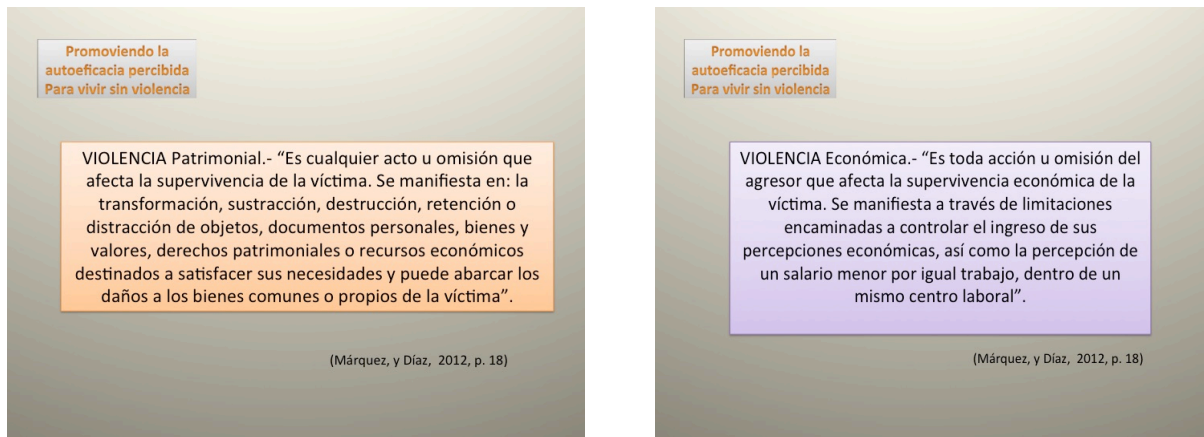 Promoviendo la
autoeficacia percibida
Para vivir sin violencia
VIOLENCIA Patrimonial.- “Es cualquier acto u omisión que
afecta la supervivencia de la víctima. Se manifiesta en: la
transformación, sustracción, destrucción, retención o
distracción de objetos, documentos personales, bienes y
valores, derechos patrimoniales o recursos económicos
destinados a satisfacer sus necesidades y puede abarcar los
daños a los bienes comunes o propios de la víctima”.
(Márquez, y Díaz, 2012, p. 18)
Promoviendo la
autoeficacia percibida
Para vivir sin violencia
VIOLENCIA Económica.- “Es toda acción u omisión del
agresor que afecta la supervivencia económica de la
víctima. Se manifiesta a través de limitaciones
encaminadas a controlar el ingreso de sus
percepciones económicas, así como la percepción de
un salario menor por igual trabajo, dentro de un
mismo centro laboral”.
(Márquez, y Díaz, 2012, p. 18)